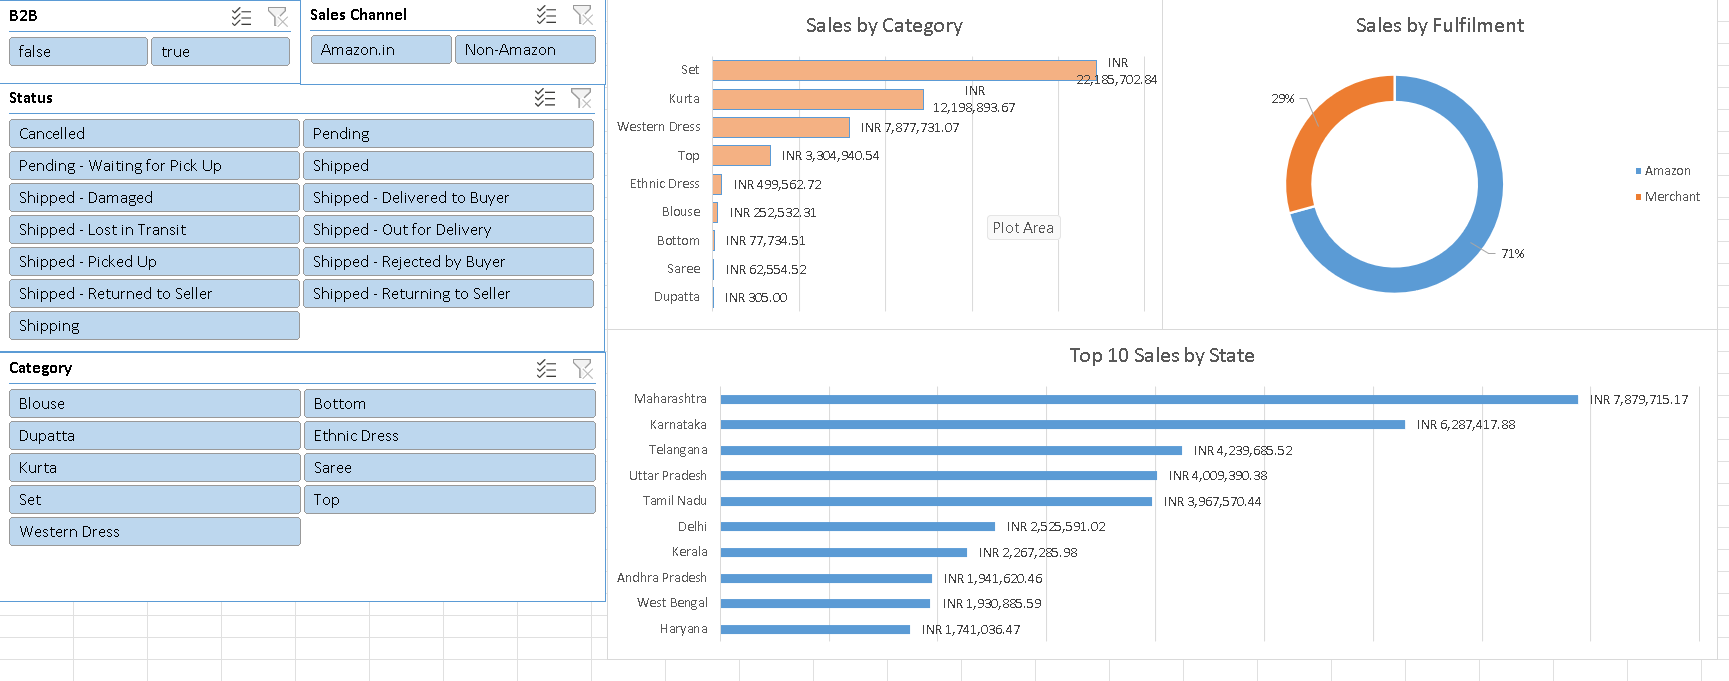 B2B
false
true
Sales Channel
Amazon.in
Non-Amazon
Status
Cancelled
Pending
Pending - Waiting for Pick Up
Shipped
Shipped - Damaged
Shipped - Delivered to Buyer
Shipped - Lost in Transit
Shipped - Out for Delivery
Shipped - Picked Up
Shipped - Rejected by Buyer
Shipped - Returned to Seller
Shipped - Returning to Seller
Shipping
Category
Blouse
Bottom
Dupatta
Ethnic Dress
Kurta
Saree
Set
Top
Western Dress
Sales by Category
Set
INR
22,185,702.84
Kurta
INR
12,198,893.67
Western Dress
INR 7,877,731.07
Top
INR 3,304,940.54
Ethnic Dress
INR 499,562.72
Blouse
INR 252,532.31
Bottom
INR 77,734.51
Saree
INR 62,554.52
Dupatta
INR 305.00
Plot Area
Sales by Fulfilment
29%
71%
Amazon
Merchant
Top 10 Sales by State
Maharashtra
INR 7,879,715.17
Karnataka
INR 6,287,417.88
Telangana
INR 4,239,685.52
Uttar Pradesh
INR 4,009,390.38
Tamil Nadu
INR 3,967,570.44
Delhi
INR 2,525,591.02
Kerala
INR 2,267,285.98
Andhra Pradesh
INR 1,941,620.46
West Bengal
INR 1,930,885.59
Haryana
INR 1,741,036.47